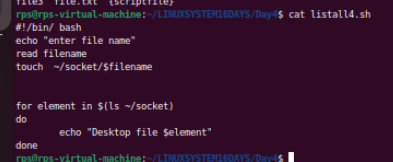 file3 file.txt {scriptfile}
rps@rps-virtual-machine:~/LINUXSYSTEM16DAYS/Day4$ cat listall4.sh
#!/bin/ bash
echo "enter file name"
read filename
touch  ~/socket/$filename
for element in $(ls ~/socket)
do
        echo "Desktop file $element"
done
rps@rps-virtual-machine:~/LINUXSYSTEM16DAYS/Day4$